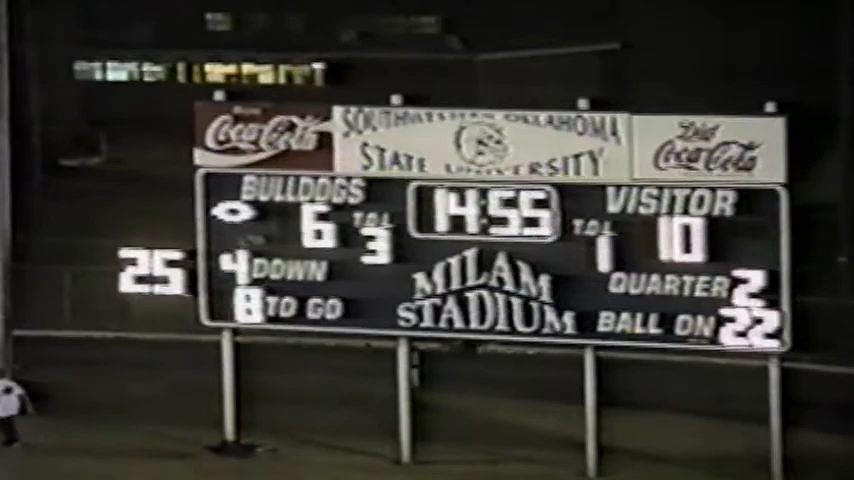 Coca-Cola
SOUTHWESTERN OKLAHOMA
STATE UNIVERSITY
Diet
Coca-Cola
BULLDOGS
6
T.O.L
3
14:55
VISITOR
T.O.L
1
10
25
4 DOWN
8 TO GO
MILAM
STADIUM
QUARTER 2
BALL ON 22